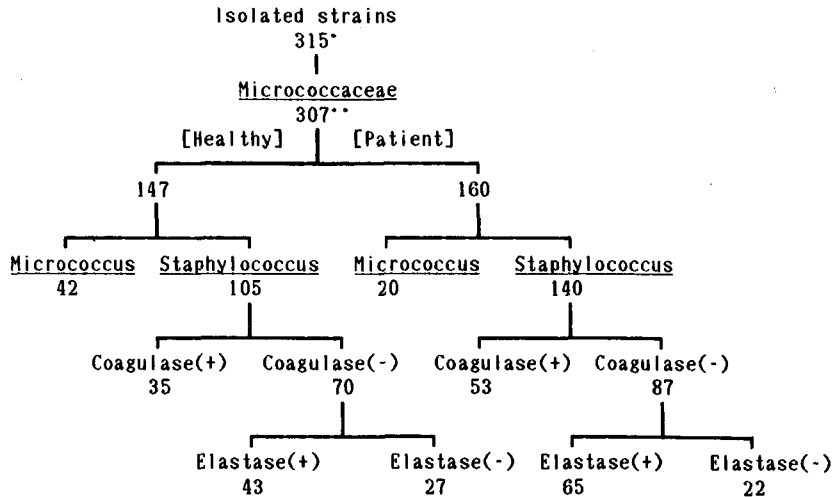 Isolated strains
315*
Micrococcaceae
307**
[Healthy] [Patient]
147 160
Micrococcus Staphylococcus Micrococcus Staphylococcus
42 105 20 140
Coagulase(+) Coagulase(-) Coagulase(+) Coagulase(-)
35 70 53 87
Elastase(+) Elastase(-) Elastase(+) Elastase(-)
43 27 65 22